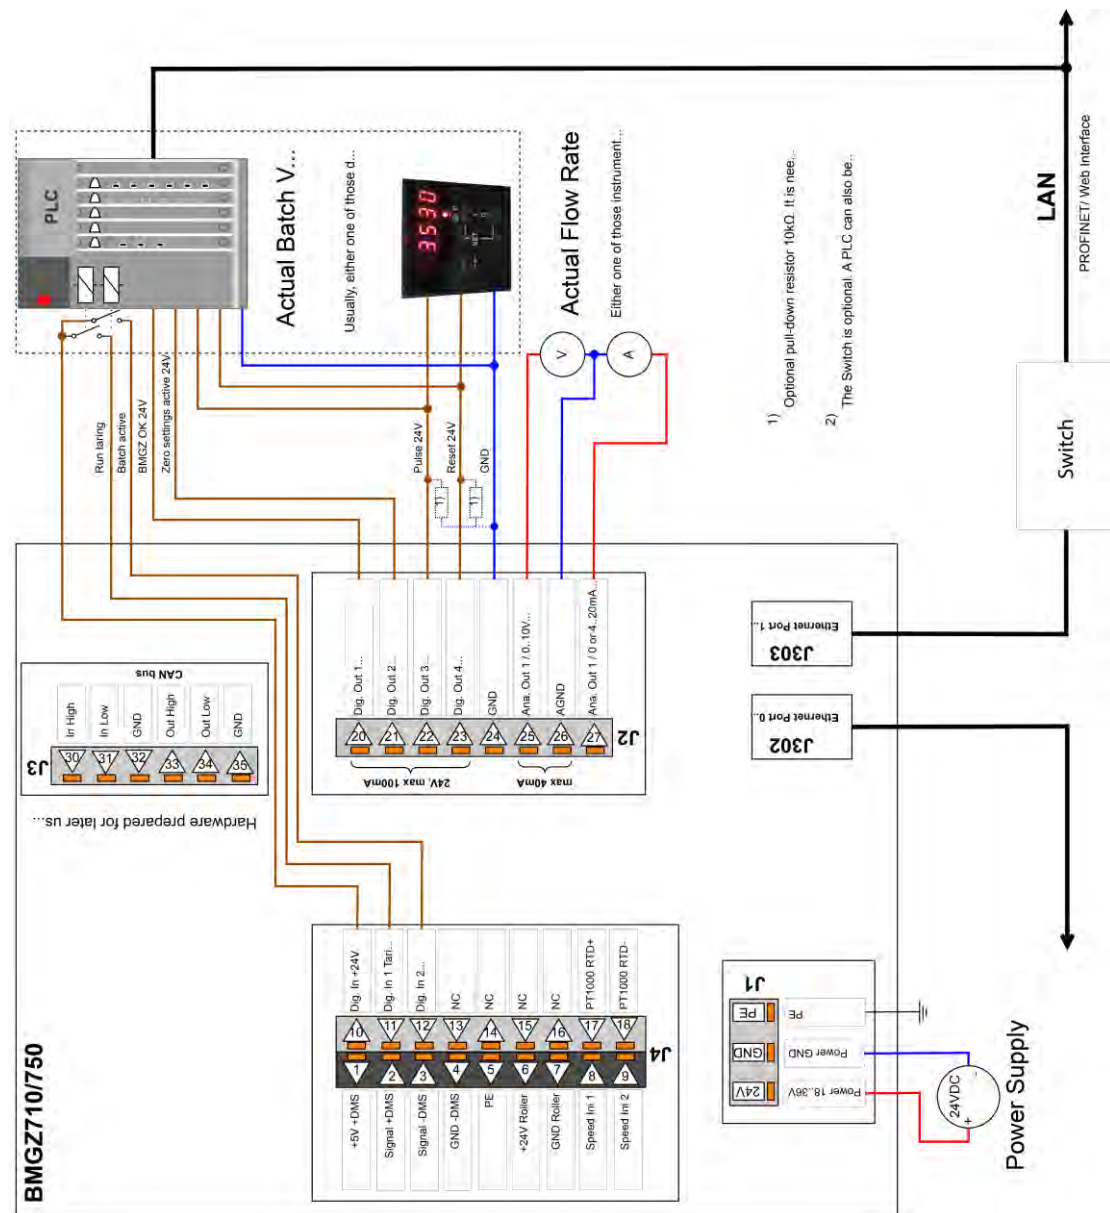 BMGZ710/750
PLC
Actual Batch V...
Usually, either one of those d...
3530
Actual Flow Rate
Either one of those instrument...
V
A
1) Optional pull-down resistor 10kΩ. It is nee...
2) The Switch is optional. A PLC can also be..
LAN
PROFINET/ Web Interface
Switch
Run taring
Batch active
BMGZ OK 24V
Zero settings active 24V
Pulse 24V
Reset 24V
GND
1)
1)
J3
CAN bus
In High
In Low
GND
Out High
Out Low
GND
30
31
32
33
34
35
Hardware prepared for later us...
J2
Dig. Out 1...
Dig. Out 2...
Dig. Out 3...
Dig. Out 4...
GND
Ana. Out 1 / 0..10V...
AGND
Ana. Out 1 / 0 or 4..20mA...
20
21
22
23
24
25
26
27
24V, max 100mA
max 40mA
J303
Ethernet Port 1...
J302
Ethernet Port 0..
J4
Dig. In +24V
Dig. In 1 Tari...
Dig. In 2...
NC
NC
NC
NC
PT1000 RTD+
PT1000 RTD-
10
11
12
13
14
15
16
17
18
1
2
3
4
5
6
7
8
9
+5V +DMS
Signal +DMS
Signal -DMS
GND -DMS
PE
+24V Roller
GND Roller
Speed In 1
Speed In 2
J1
PE
GND
24V
PE
Power GND
Power 18..36V
24VDC
+
-
Power Supply